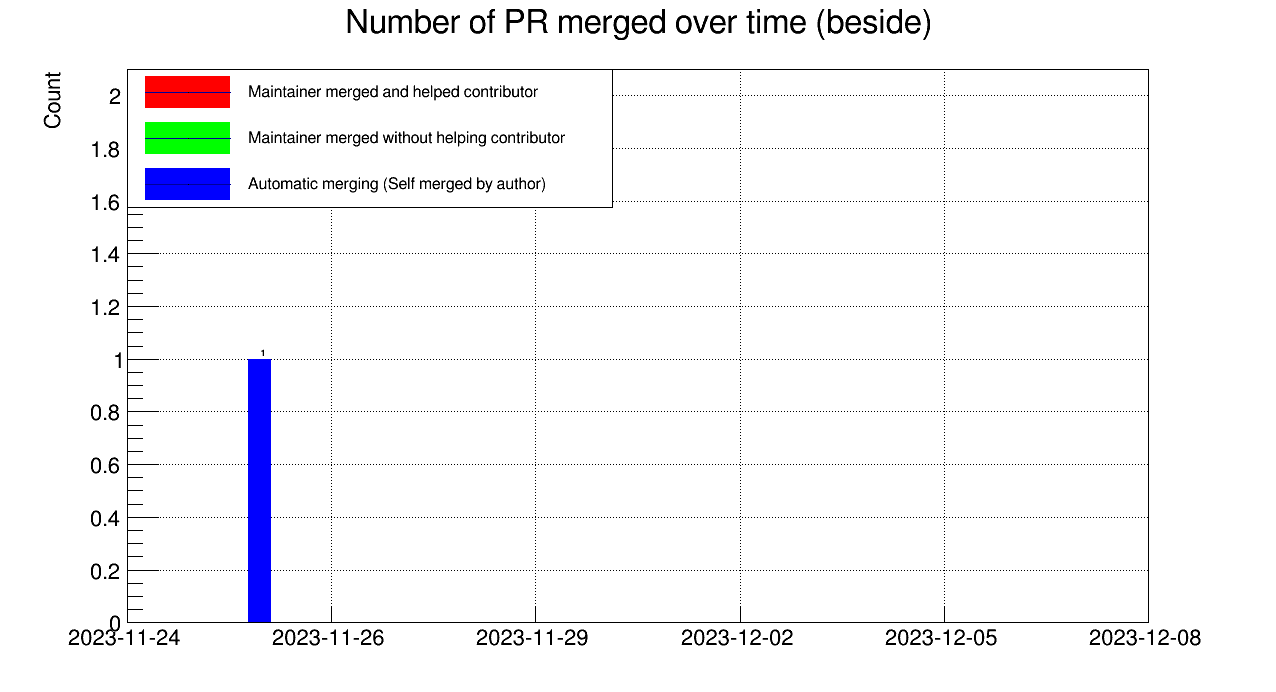 Number of PR merged over time (beside)
Count
Maintainer merged and helped contributor
Maintainer merged without helping contributor
Automatic merging (Self merged by author)
2
1.8
1.6
1.4
1.2
1
0.8
0.6
0.4
0.2
0
1
2023-11-24 2023-11-26 2023-11-29 2023-12-02 2023-12-05 2023-12-08